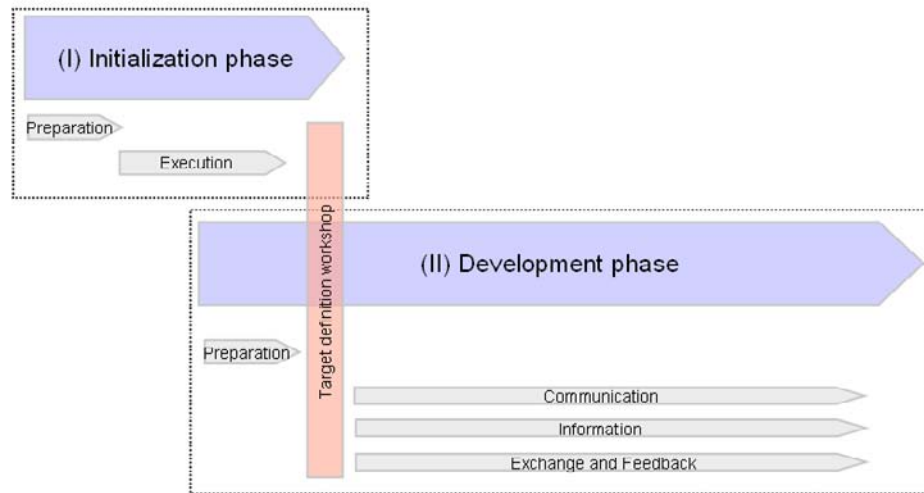 (I) Initialization phase
Preparation
Execution
Target definition workshop
(II) Development phase
Preparation
Communication
Information
Exchange and Feedback